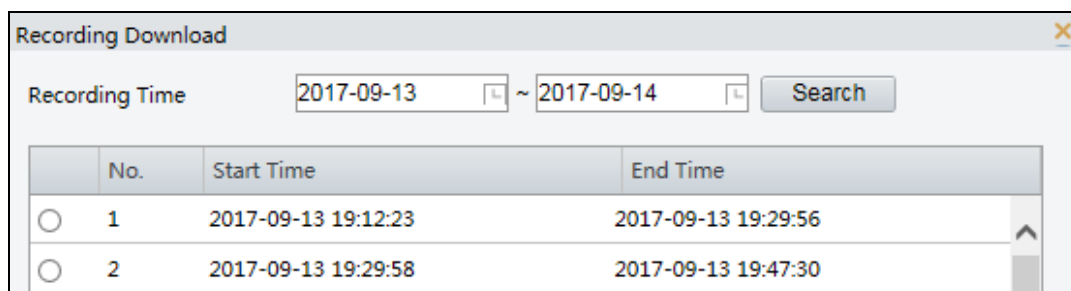 Recording Download
Recording Time 2017-09-13 ~ 2017-09-14 Search
No. Start Time End Time
1 2017-09-13 19:12:23 2017-09-13 19:29:56
2 2017-09-13 19:29:58 2017-09-13 19:47:30